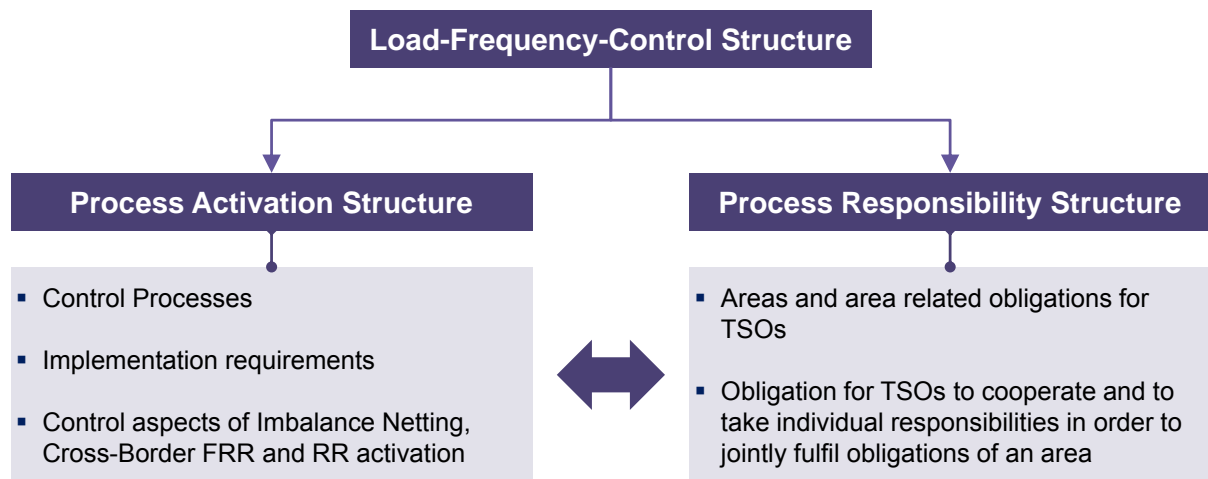 Load-Frequency-Control Structure
Process Activation Structure
▪ Control Processes
▪ Implementation requirements
▪ Control aspects of Imbalance Netting,
Cross-Border FRR and RR activation
Process Responsibility Structure
▪ Areas and area related obligations for
TSOs
▪ Obligation for TSOs to cooperate and to
take individual responsibilities in order to
jointly fulfil obligations of an area